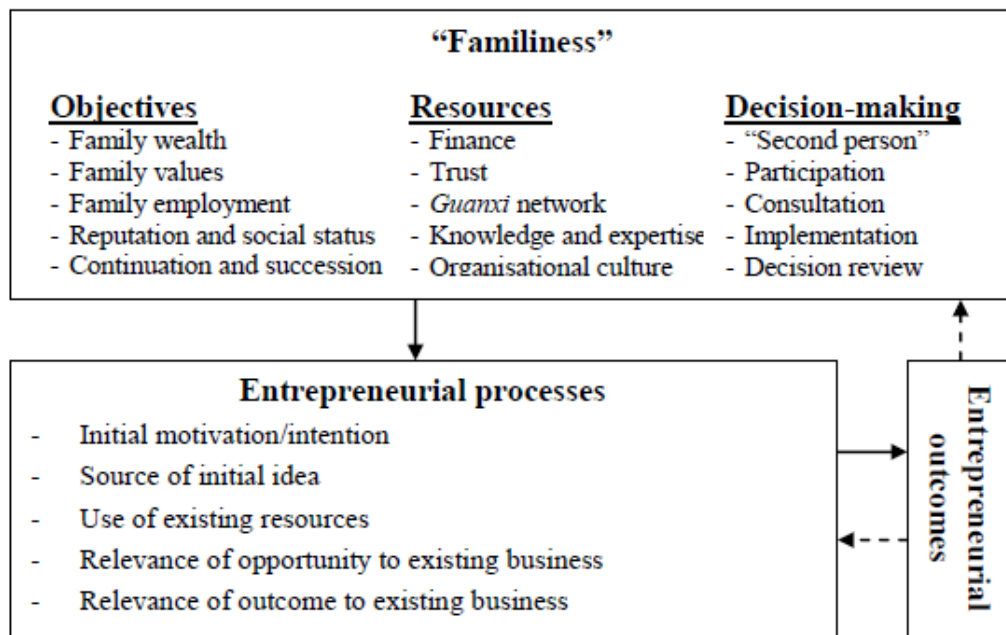 “Familiness”
Objectives
- Family wealth
- Family values
- Family employment
- Reputation and social status
- Continuation and succession
Resources
- Finance
- Trust
- Guanxi network
- Knowledge and expertise
- Organisational culture
Decision-making
- “Second person”
- Participation
- Consultation
- Implementation
- Decision review
Entrepreneurial processes
- Initial motivation/intention
- Source of initial idea
- Use of existing resources
- Relevance of opportunity to existing business
- Relevance of outcome to existing business
Entrepreneurial
outcomes